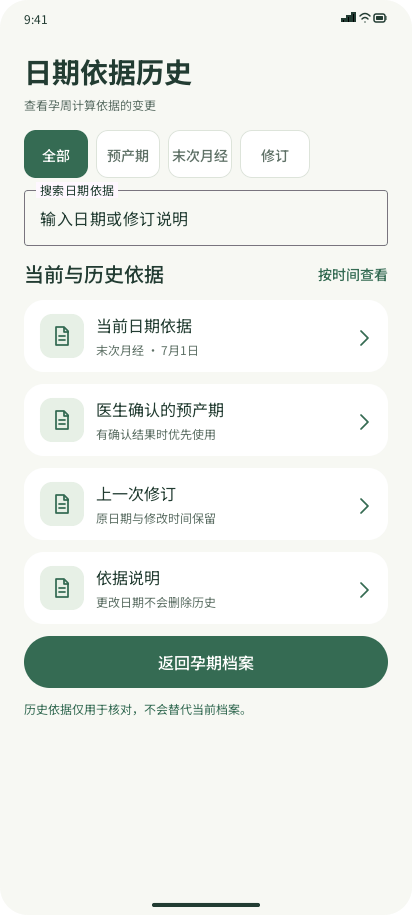 9:41
日期依据历史
查看孕周计算依据的变更
全部
预产期
末次月经
修订
搜索日期依据
输入日期或修订说明
当前与历史依据
按时间查看
当前日期依据
末次月经 · 7月1日
医生确认的预产期
有确认结果时优先使用
上一次修订
原日期与修改时间保留
依据说明
更改日期不会删除历史
返回孕期档案
历史依据仅用于核对，不会替代当前档案。